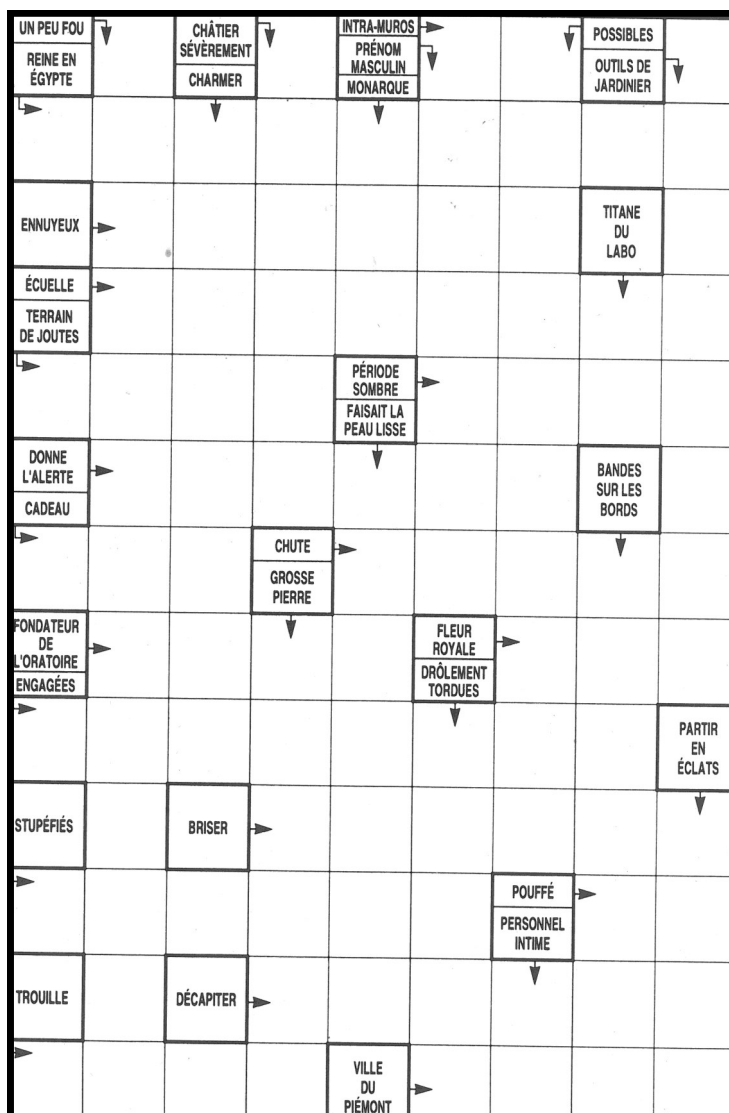 UN PEU FOU
REINE EN
ÉGYPTE
CHÂTIER
SÉVÈREMENT
CHARMER
INTRA-MUROS
PRÉNOM
MASCULIN
MONARQUE
POSSIBLES
OUTILS DE
JARDINIER
ENNUYEUX
TITANE
DU
LABO
ÉCUELLE
TERRAIN
DE JOUTES
PÉRIODE
SOMBRE
FAISAIT LA
PEAU LISSE
DONNE
L'ALERTE
CADEAU
BANDES
SUR LES
BORDS
CHUTE
GROSSE
PIERRE
FONDATEUR
DE
L'ORATOIRE
ENGAGÉES
FLEUR
ROYALE
DRÔLEMENT
TORDUES
PARTIR
EN
ÉCLATS
STUPÉFIÉS
BRISER
POUFFÉ
PERSONNEL
INTIME
TROUILLE
DÉCAPITER
VILLE
DU
PIÉMONT